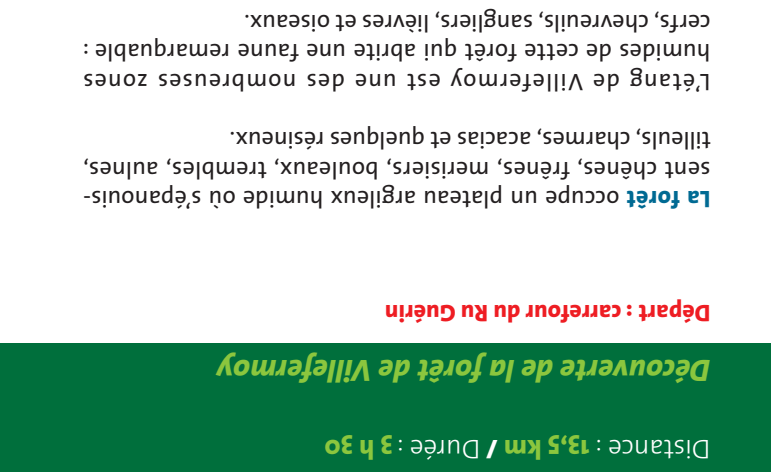 Distance : 13,5 km / Durée : 3 h 30
Découverte de la forêt de Villefermoy
Départ : carrefour du Ru Guérin
La forêt occupe un plateau argileux humide où s'épanouis-
sent chênes, frênes, merisiers, bouleaux, trembles, aulnes,
tilleuls, charmes, acacias et quelques résineux.
L'étang de Villefermoy est une des nombreuses zones
humides de cette forêt qui abrite une faune remarquable :
cerfs, chevreuils, sangliers, lièvres et oiseaux.